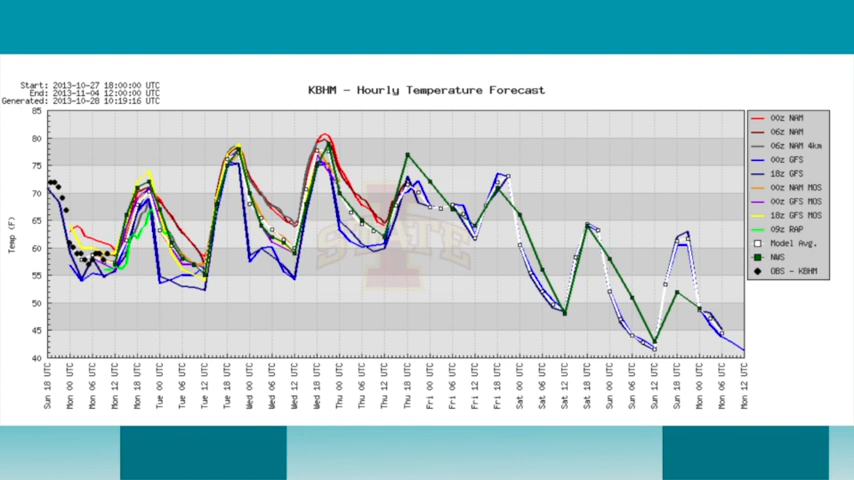 Start: 2013-10-27 18:00:00 UTC
End: 2013-11-04 12:00:00 UTC
Generated: 2013-10-28 10:19:16 UTC
KBHM - Hourly Temperature Forecast
85
80
75
70
65
60
55
50
45
40
Temp (F)
I
STATE
00z NAM
06z NAM
06z NAM 4km
00z GFS
18z GFS
00z NAM MOS
00z GFS MOS
18z GFS MOS
09z RAP
Model Avg.
NWS
OBS - KBHM
Sun 18 UTC
Mon 00 UTC
Mon 06 UTC
Mon 12 UTC
Mon 18 UTC
Tue 00 UTC
Tue 06 UTC
Tue 12 UTC
Tue 18 UTC
Wed 00 UTC
Wed 06 UTC
Wed 12 UTC
Wed 18 UTC
Thu 00 UTC
Thu 06 UTC
Thu 12 UTC
Thu 18 UTC
Fri 00 UTC
Fri 06 UTC
Fri 12 UTC
Fri 18 UTC
Sat 00 UTC
Sat 06 UTC
Sat 12 UTC
Sat 18 UTC
Sun 00 UTC
Sun 06 UTC
Sun 12 UTC
Sun 18 UTC
Mon 00 UTC
Mon 06 UTC
Mon 12 UTC